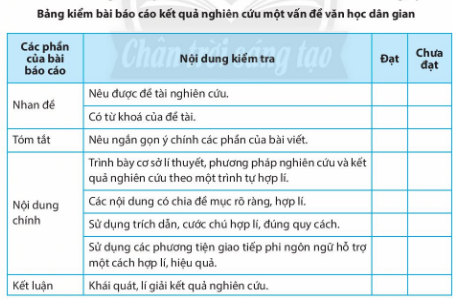 Bảng kiểm bài báo cáo kết quả nghiên cứu một vấn đề văn học dân gian
Các phần
của bài
báo cáo
Nội dung kiểm tra
Đạt
Chưa
đạt
Chân trời sáng tạo
Nhan đề
Nêu được đề tài nghiên cứu.
Có từ khoá của đề tài.
Tóm tắt
Nêu ngắn gọn ý chính các phần của bài viết.
Nội dung
chính
Trình bày cơ sở lí thuyết, phương pháp nghiên cứu và kết
quả nghiên cứu theo một trình tự hợp lí.
Các nội dung có chia đề mục rõ ràng, hợp lí.
Sử dụng trích dẫn, cước chú hợp lí, đúng quy cách.
Sử dụng các phương tiện giao tiếp phi ngôn ngữ hỗ trợ
một cách hợp lí, hiệu quả.
Kết luận
Khái quát, lí giải kết quả nghiên cứu.